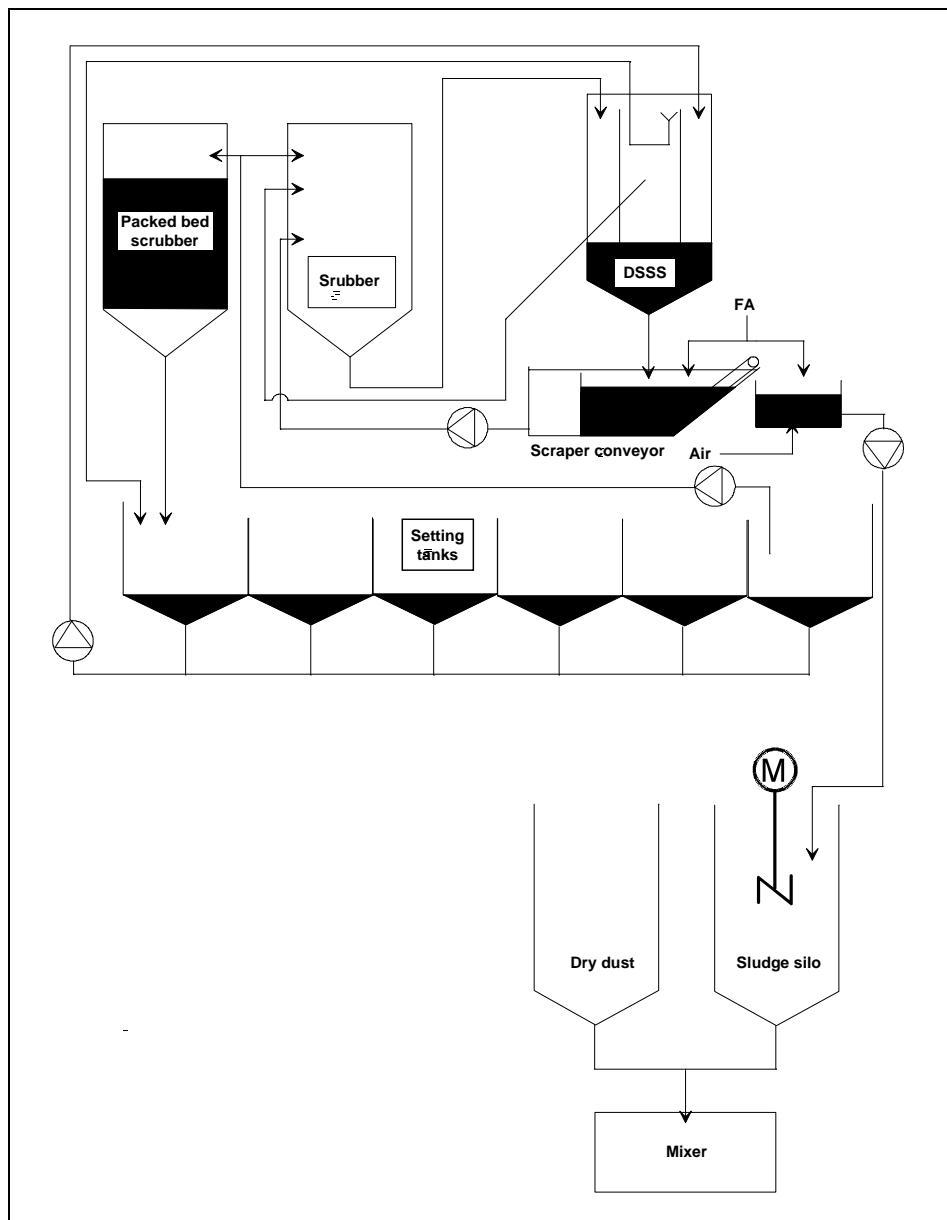 Packed bed
scrubber
Srubber
DSSS
FA
Scraper conveyor
Air
Setting
tanks
M
Dry dust
Sludge silo
Mixer